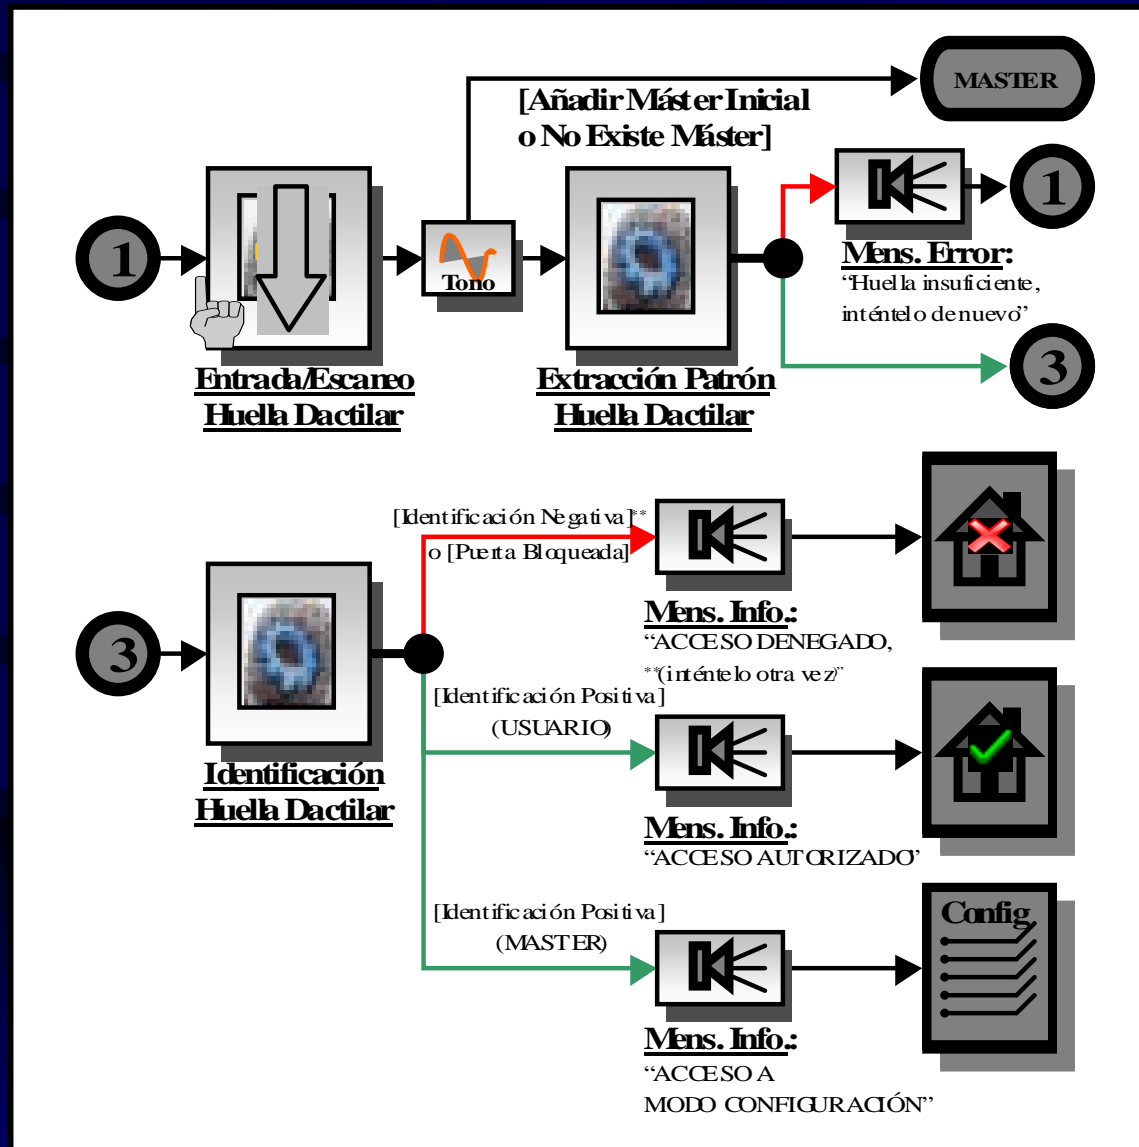 MASTER
[Añadir Máster Inicial
o No Existe Máster]
1
Tono
1
Mens. Error:
“Huella insuficiente,
inténtelo de nuevo”
3
Entrada/Escaneo
Huella Dactilar
Extracción Patrón
Huella Dactilar
[Identificación Negativa]**
o [Puerta Bloqueada]
3
Mens. Info.:
“ACCESO DENEGADO,
**(inténtelo otra vez)”
[Identificación Positiva]
(USUARIO)
Identificación
Huella Dactilar
Mens. Info.:
“ACCESO AUTORIZADO”
[Identificación Positiva]
(MASTER)
Config.
Mens. Info.:
“ACCESO A
MODO CONFIGURACIÓN”